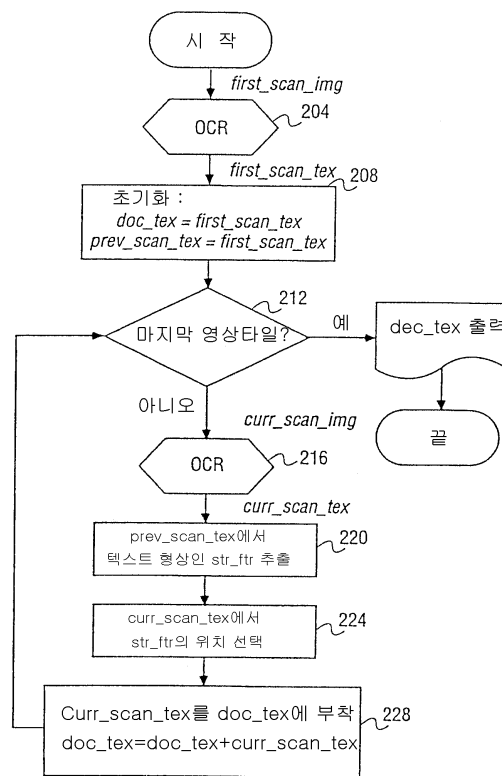 시 작
first_scan_img
OCR
204
first_scan_tex
208
초기화 :
doc_tex = first_scan_tex
prev_scan_tex = first_scan_tex
212
마지막 영상타일?
예
dec_tex 출력
끝
아니오
curr_scan_img
OCR
216
curr_scan_tex
prev_scan_tex에서
텍스트 형상인 str_ftr 추출
220
curr_scan_tex에서
str_ftr의 위치 선택
224
Curr_scan_tex를 doc_tex에 부착
doc_tex=doc_tex+curr_scan_tex
228